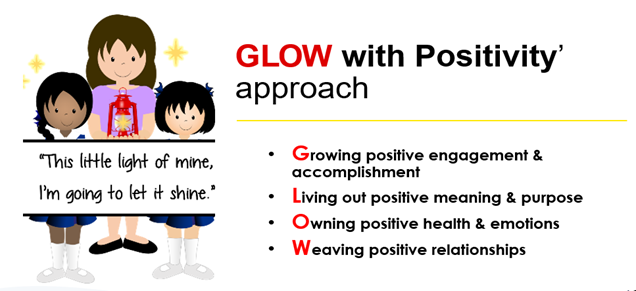 GLOW with Positivity’
approach
“This little light of mine,
I’m going to let it shine.”
• Growing positive engagement &
accomplishment
• Living out positive meaning & purpose
• Owning positive health & emotions
• Weaving positive relationships